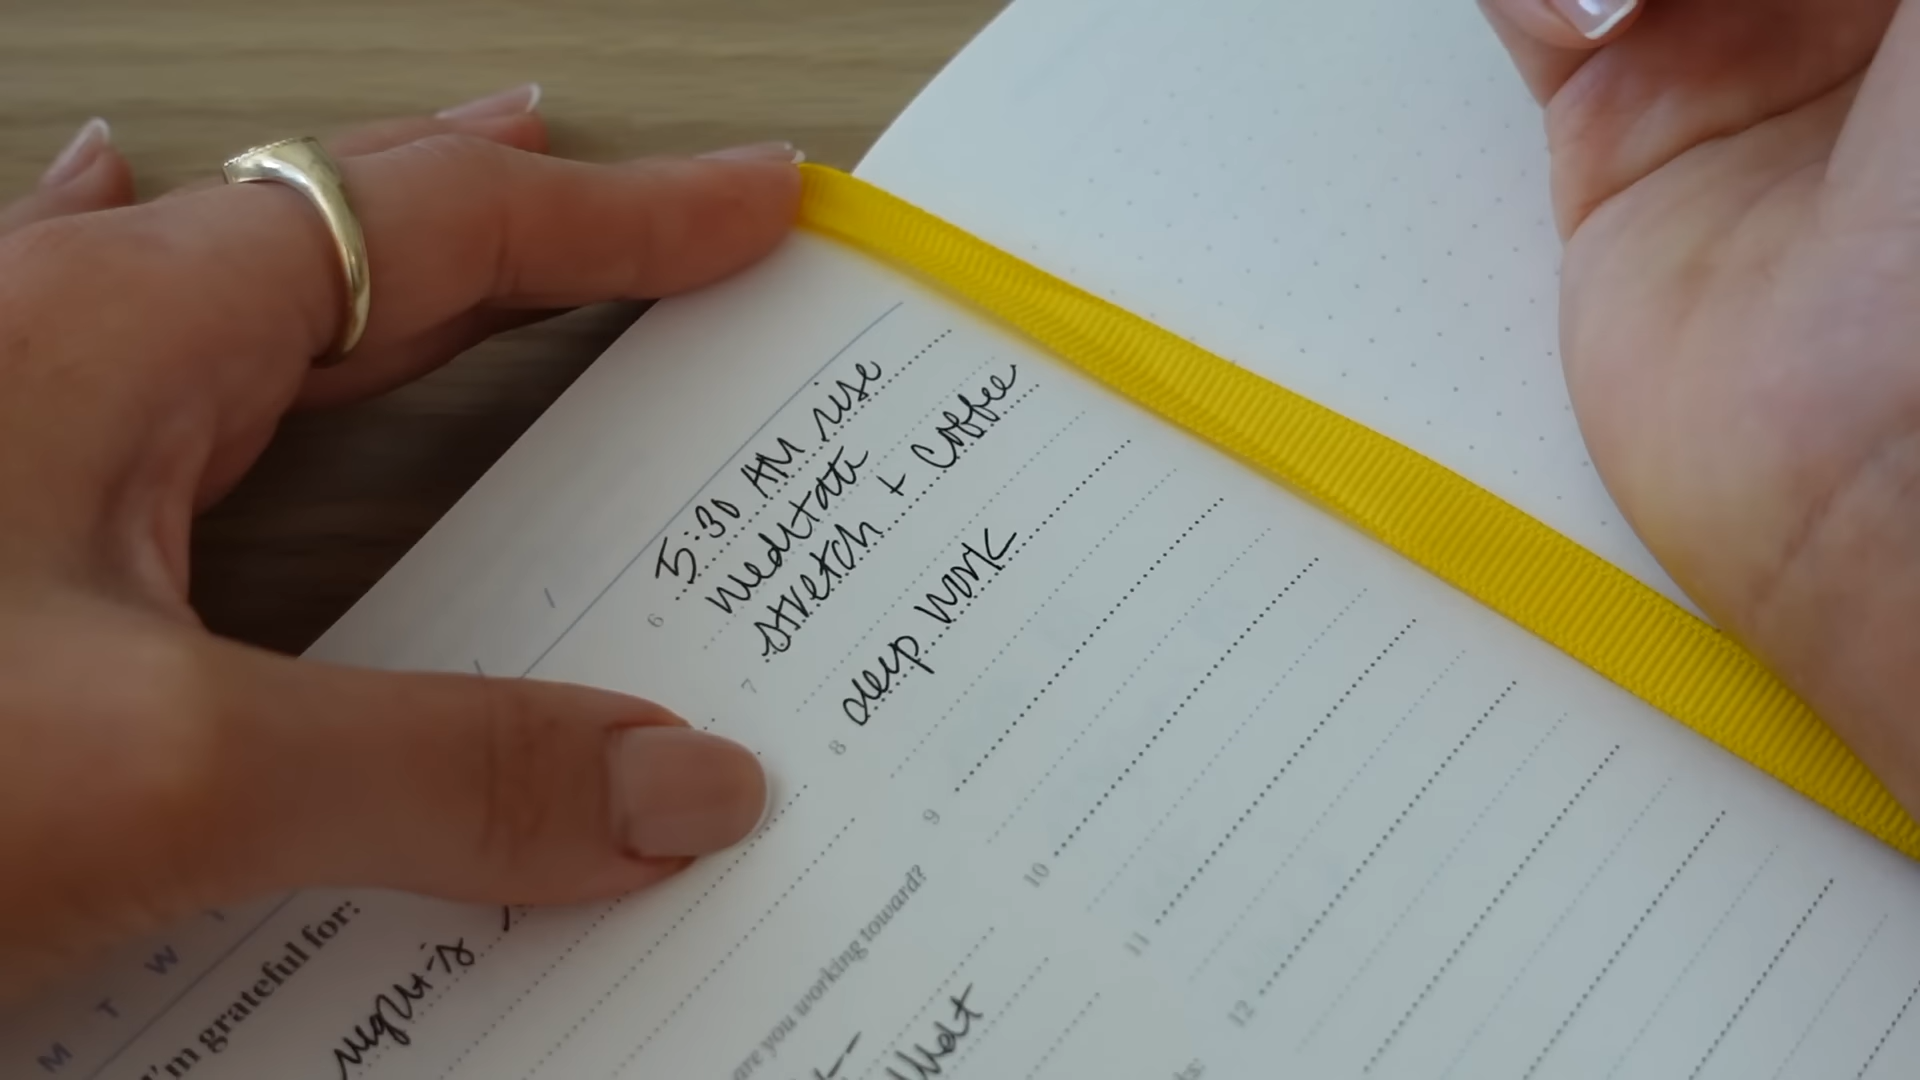 5:30 AM rise
6
meditate
stretch + coffee
7
deep work
8
9
10
11
12
M T W
I'm grateful for:
are you working toward?